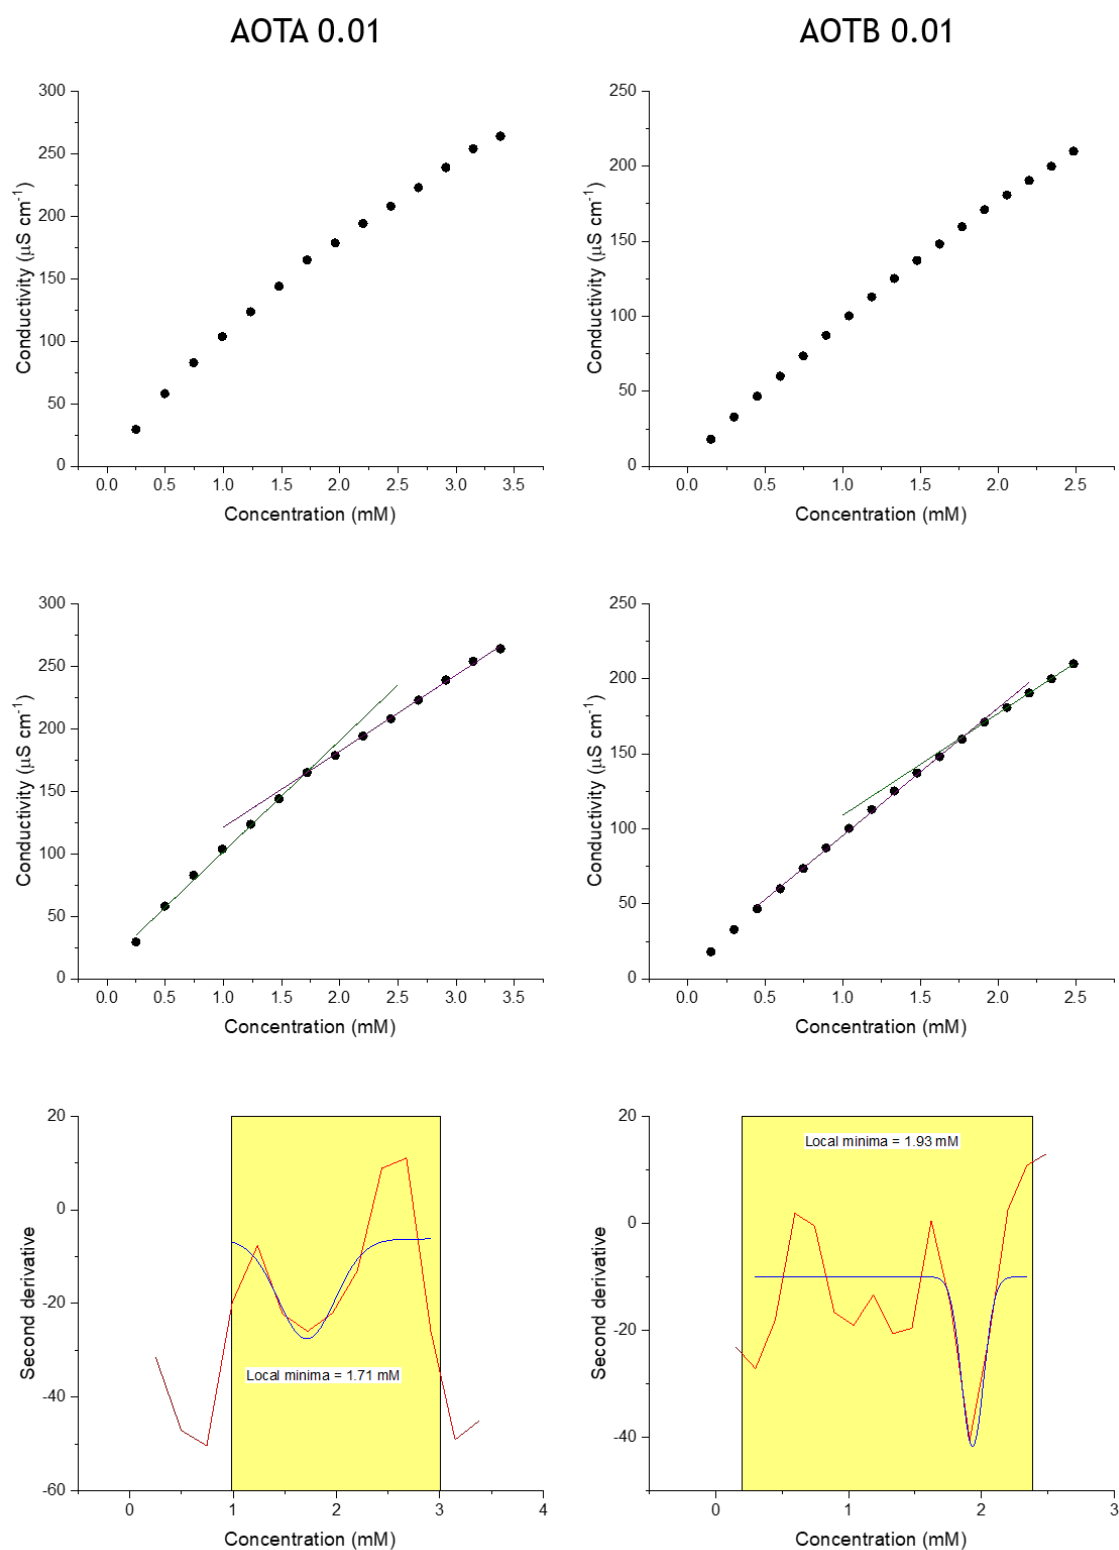 AOTA 0.01
AOTB 0.01
300
250
200
150
100
50
0
Conductivity (μS cm-1)
0.0 0.5 1.0 1.5 2.0 2.5 3.0 3.5
Concentration (mM)
250
200
150
100
50
0
Conductivity (μS cm-1)
0.0 0.5 1.0 1.5 2.0 2.5
Concentration (mM)
300
250
200
150
100
50
0
Conductivity (μS cm-1)
0.0 0.5 1.0 1.5 2.0 2.5 3.0 3.5
Concentration (mM)
250
200
150
100
50
0
Conductivity (μS cm-1)
0.0 0.5 1.0 1.5 2.0 2.5
Concentration (mM)
20
0
-20
-40
-60
Second derivative
Local minima = 1.71 mM
0 1 2 3 4
Concentration (mM)
20
0
-20
-40
Second derivative
Local minima = 1.93 mM
0 1 2 3
Concentration (mM)